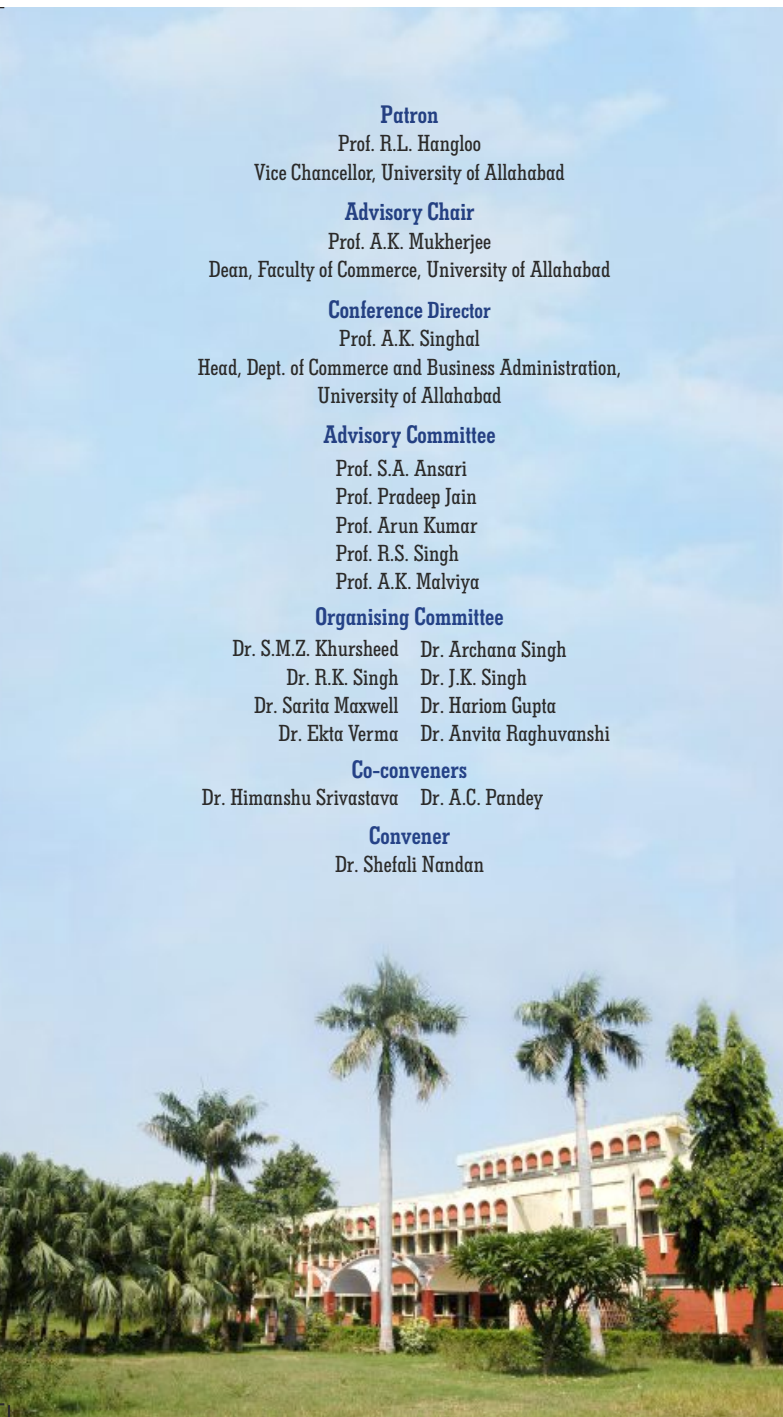 Patron
Prof. R.L. Hangloo
Vice Chancellor, University of Allahabad
Advisory Chair
Prof. A.K. Mukherjee
Dean, Faculty of Commerce, University of Allahabad
Conference Director
Prof. A.K. Singhal
Head, Dept. of Commerce and Business Administration,
University of Allahabad
Advisory Committee
Prof. S.A. Ansari
Prof. Pradeep Jain
Prof. Arun Kumar
Prof. R.S. Singh
Prof. A.K. Malviya
Organising Committee
Dr. S.M.Z. Khursheed Dr. Archana Singh
Dr. R.K. Singh Dr. J.K. Singh
Dr. Sarita Maxwell Dr. Hariom Gupta
Dr. Ekta Verma Dr. Anvita Raghuvanshi
Co-conveners
Dr. Himanshu Srivastava Dr. A.C. Pandey
Convener
Dr. Shefali Nandan